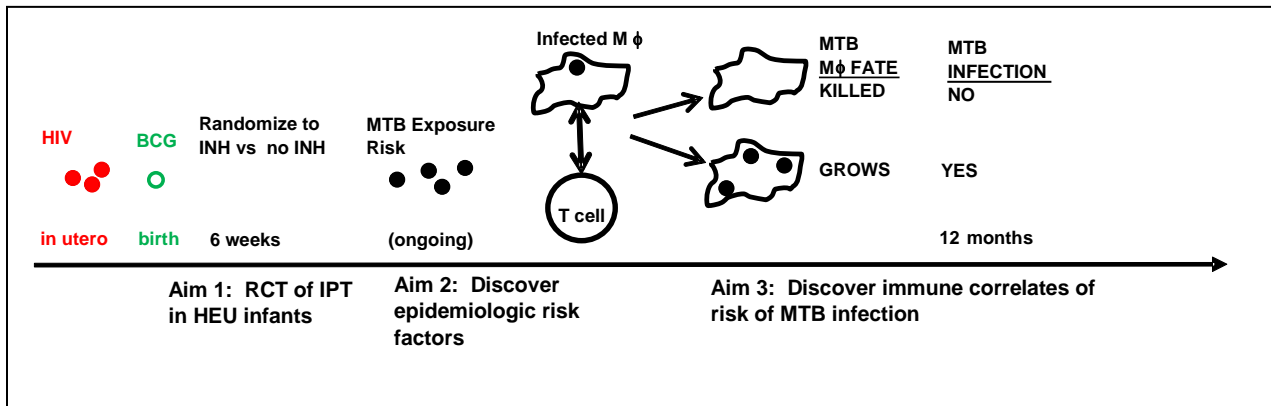 HIV
in utero
BCG
birth
Randomize to
INH vs no INH
6 weeks
MTB Exposure
Risk
(ongoing)
Infected M ϕ
T cell
MTB
Mϕ FATE
KILLED
GROWS
MTB
INFECTION
NO
YES
12 months
Aim 1: RCT of IPT
in HEU infants
Aim 2: Discover
epidemiologic risk
factors
Aim 3: Discover immune correlates of
risk of MTB infection